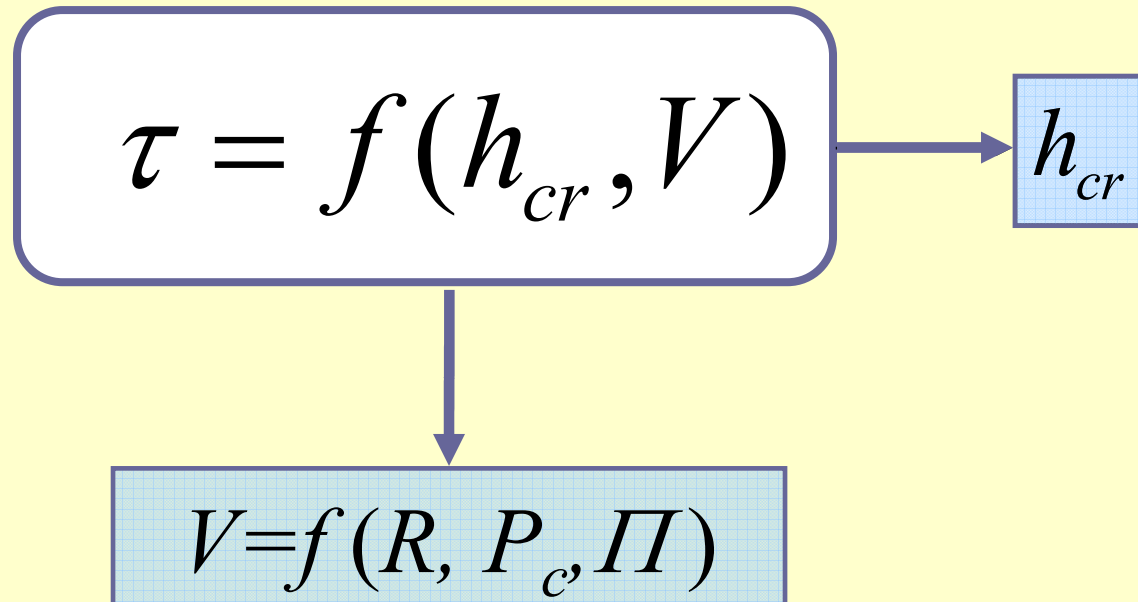 τ = f(h_cr, V)
h_cr
V=f(R, P_c, Π)